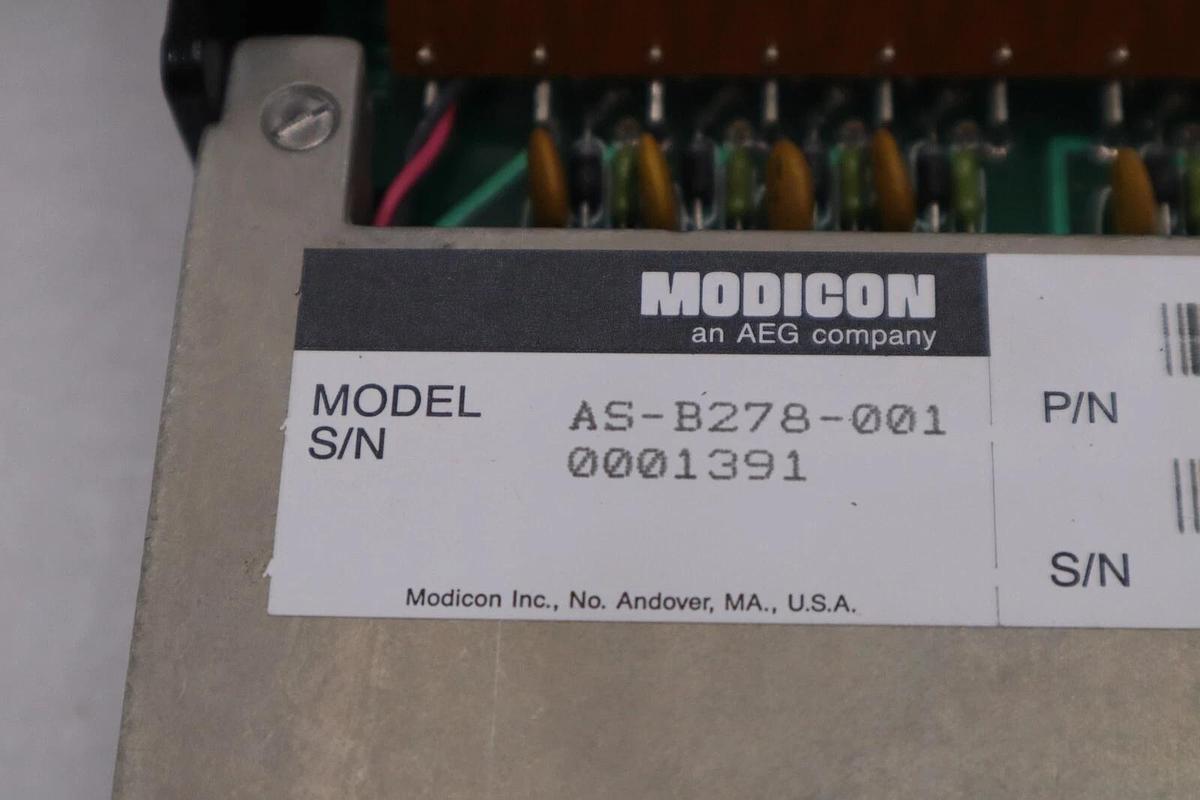 MODICON
an AEG company
MODEL AS-B278-001
S/N 0001391
P/N
S/N
Modicon Inc., No. Andover, MA., U.S.A.